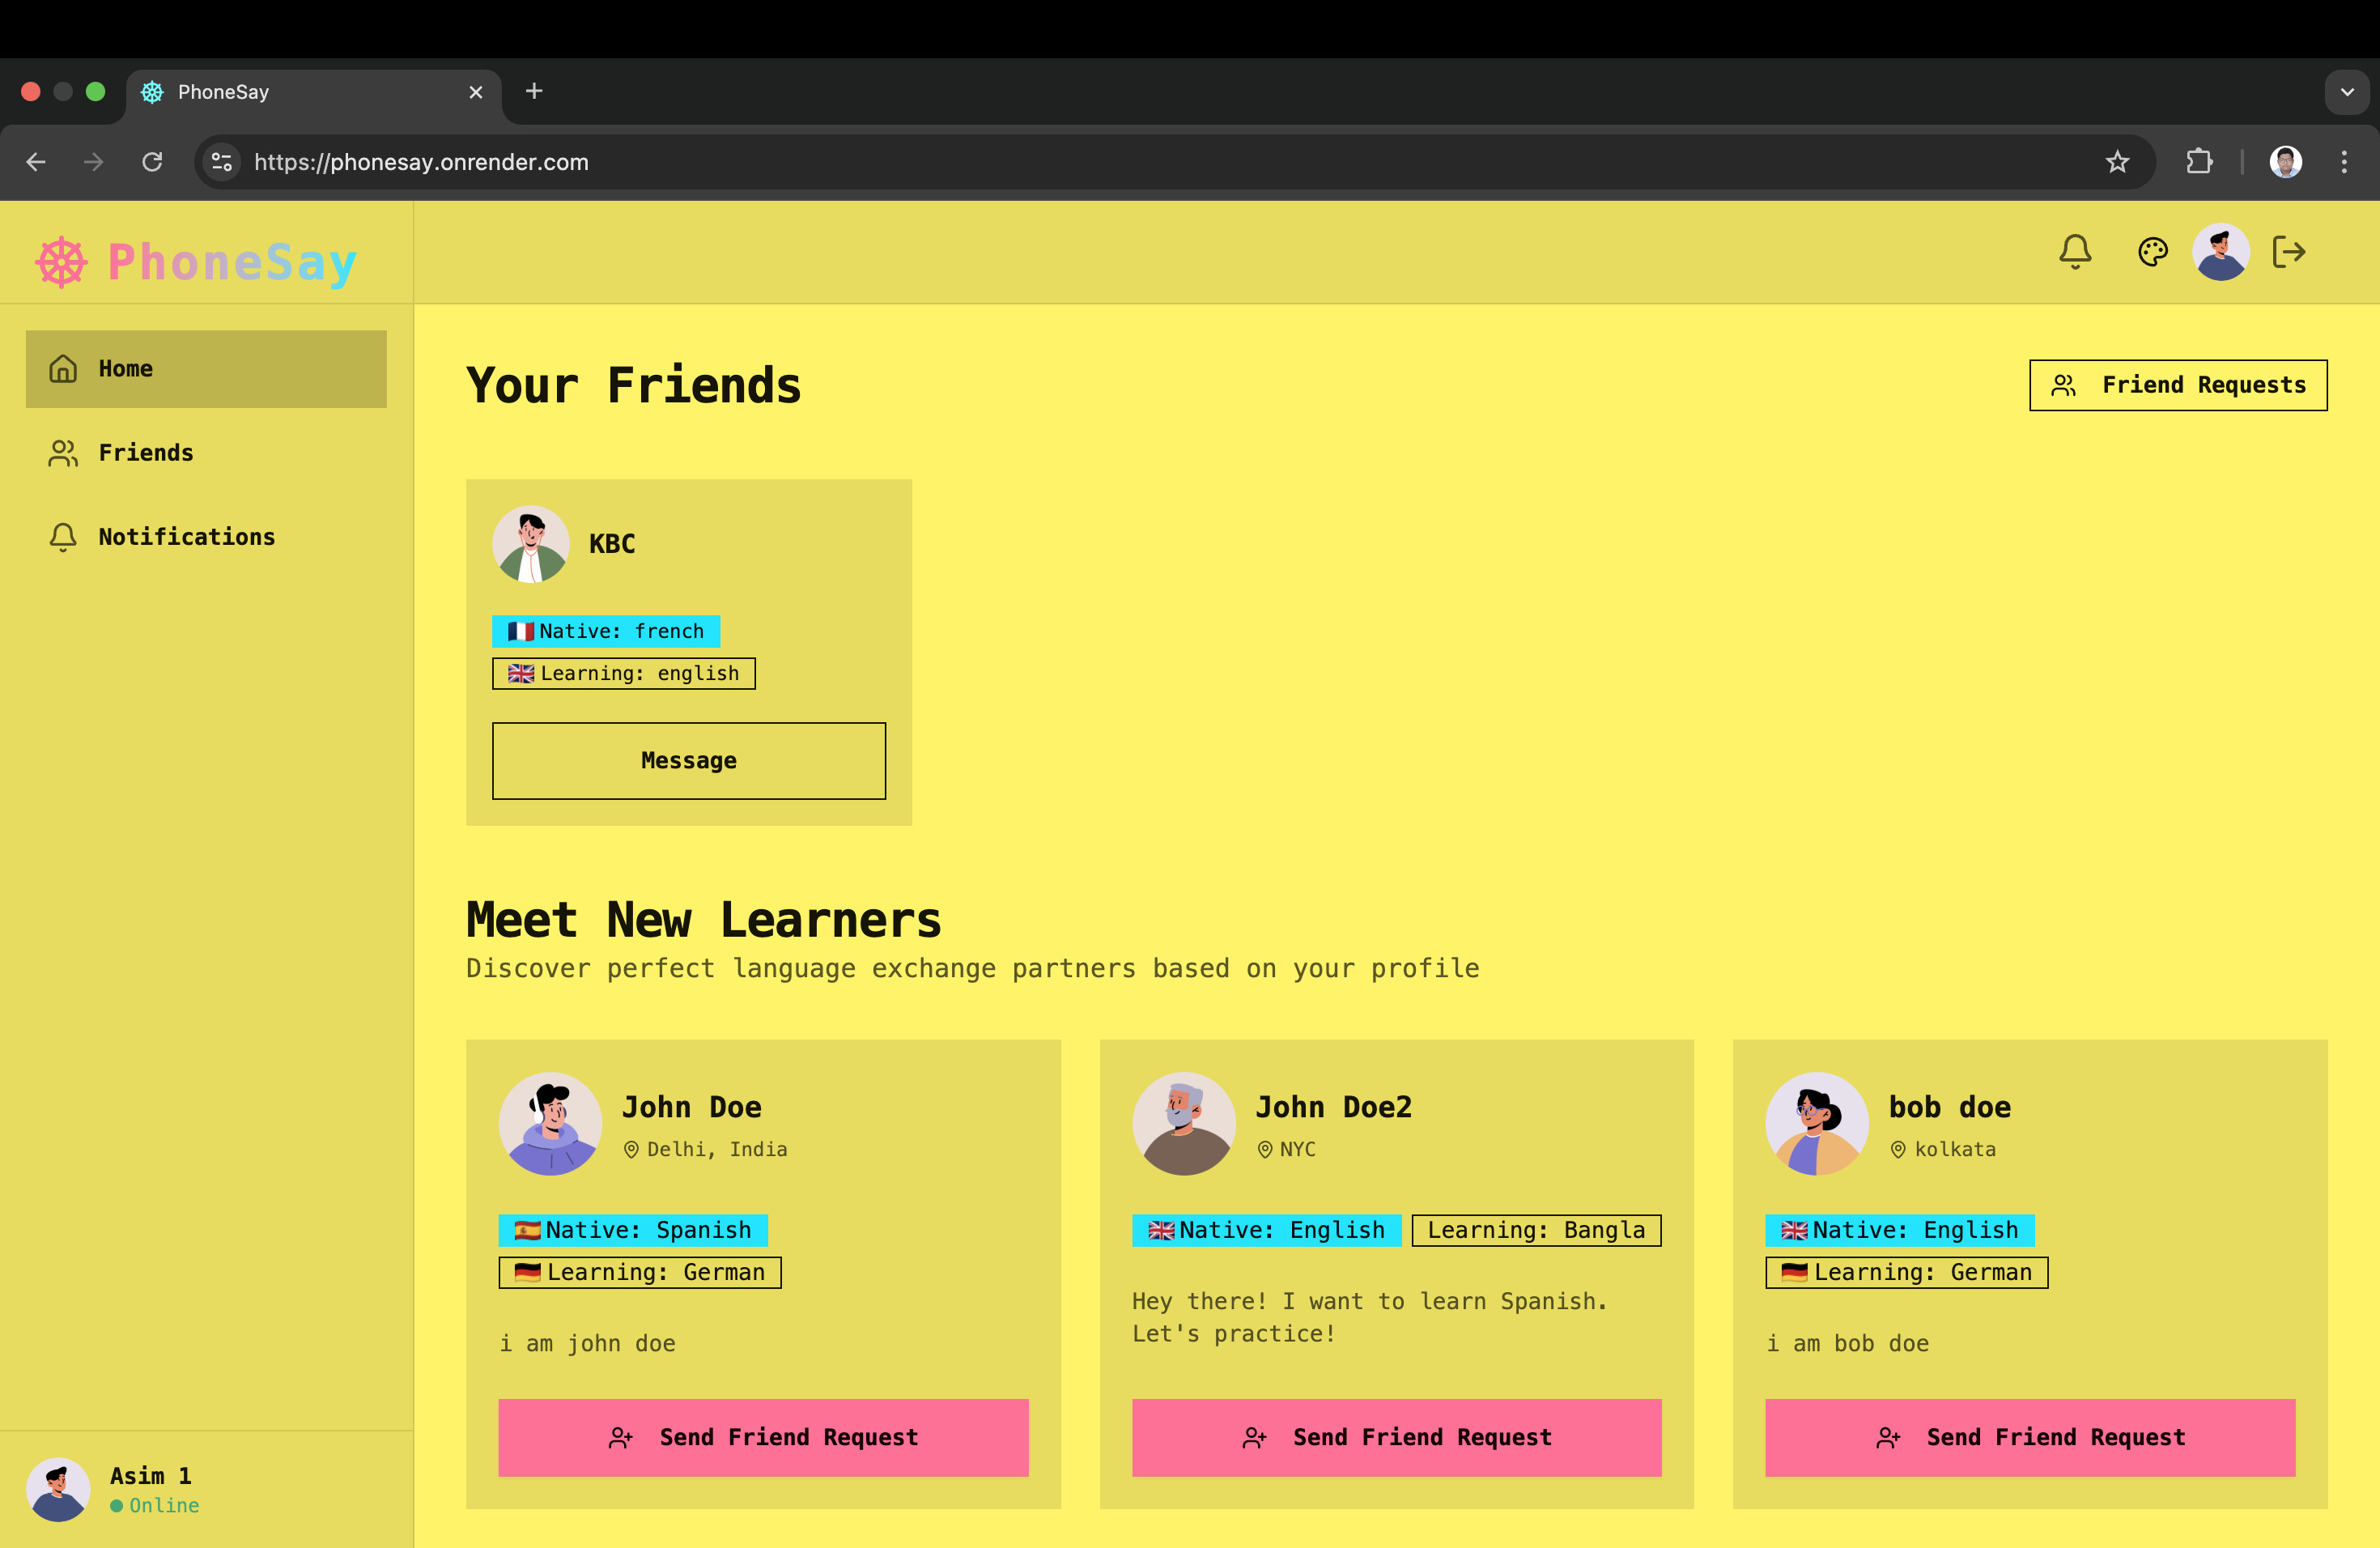 PhoneSay
https://phonesay.onrender.com
PhoneSay
Home
Friends
Notifications
Your Friends
Friend Requests
KBC
Native: french
Learning: english
Message
Meet New Learners
Discover perfect language exchange partners based on your profile
John Doe
Delhi, India
Native: Spanish
Learning: German
i am john doe
Send Friend Request
John Doe2
NYC
Native: English Learning: Bangla
Hey there! I want to learn Spanish.
Let's practice!
Send Friend Request
bob doe
kolkata
Native: English
Learning: German
i am bob doe
Send Friend Request
Asim 1
Online